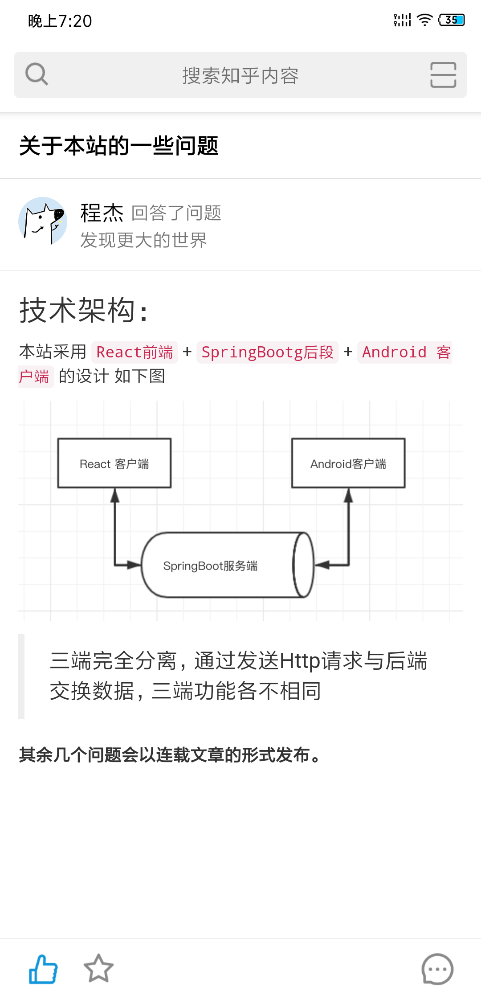 晚上7:20
35
搜索知乎内容
关于本站的一些问题
程杰 回答了问题
发现更大的世界
技术架构：
本站采用 React前端 + SpringBootg后段 + Android 客
户端 的设计 如下图
React 客户端
Android客户端
SpringBoot服务端
三端完全分离，通过发送Http请求与后端
交换数据，三端功能各不相同
其余几个问题会以连载文章的形式发布。